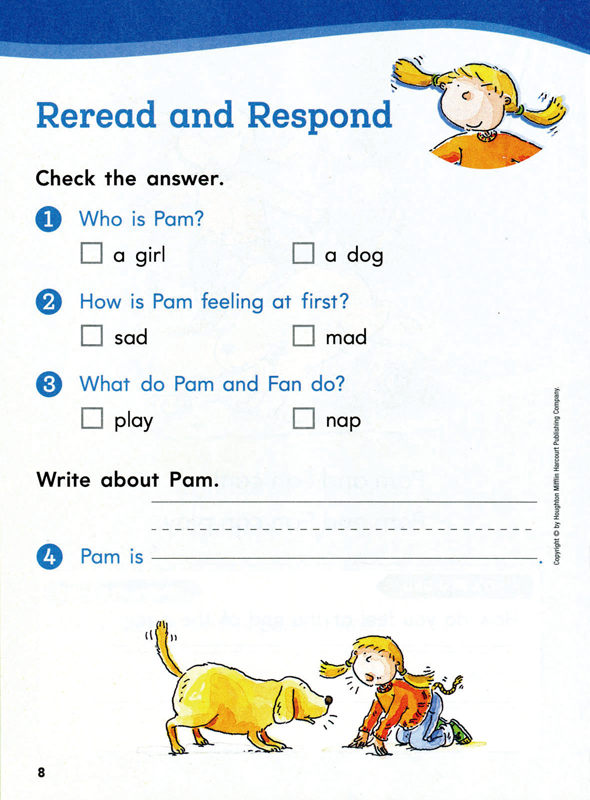 Reread and Respond
Check the answer.
1 Who is Pam?
a girl a dog
2 How is Pam feeling at first?
sad mad
3 What do Pam and Fan do?
play nap
Write about Pam.
4 Pam is .
Copyright © by Houghton Mifflin Harcourt Publishing Company.
8